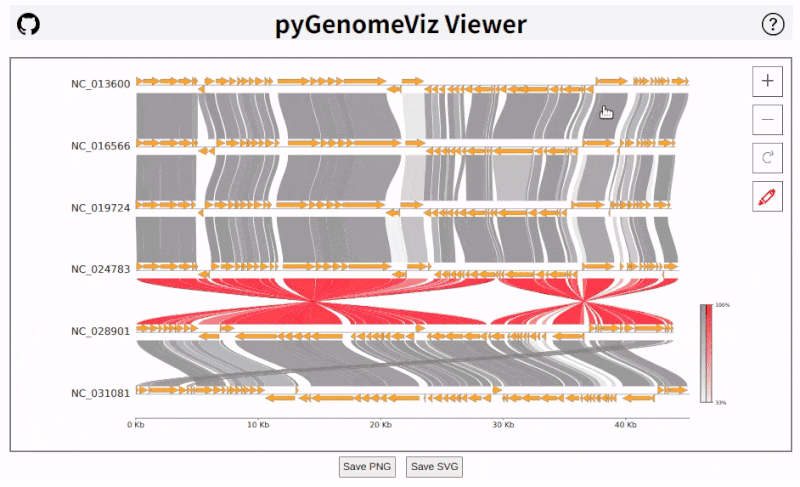 pyGenomeViz Viewer
?
NC_013600
NC_016566
NC_019724
NC_024783
NC_028901
NC_031081
100%
33%
0 Kb 10 Kb 20 Kb 30 Kb 40 Kb
Save PNG Save SVG